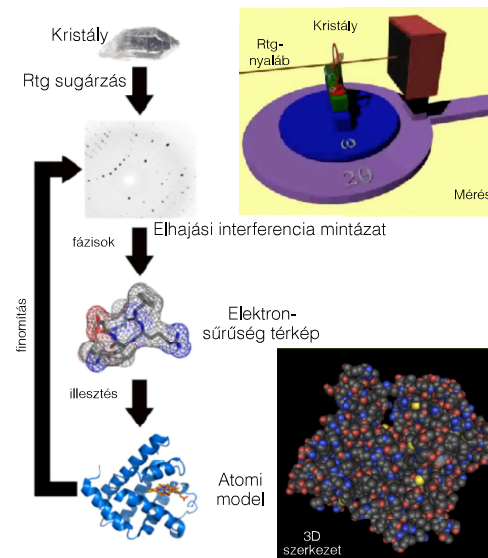 Kristály
Rtg sugárzás
Elhajási interferencia mintázat
fázisok
Elektron-
sűrűség térkép
finomítás
illesztés
Atomi
model
Kristály
Rtg-
nyaláb
ω
2θ
Mérés
3D
szerkezet